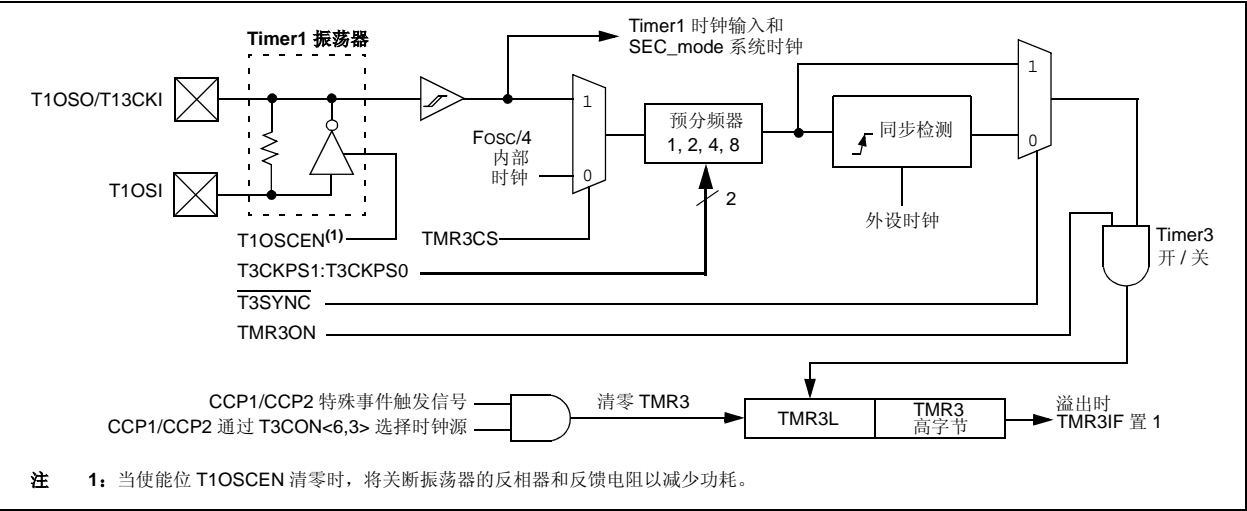 Timer1 振荡器
Timer1 时钟输入和
SEC_mode 系统时钟
T1OSO/T13CKI
T1OSI
1
0
FOSC/4
内部
时钟
预分频器
1, 2, 4, 8
2
同步检测
外设时钟
1
0
T1OSCEN(1)
TMR3CS
T3CKPS1:T3CKPS0
T3SYNC
TMR3ON
Timer3
开 / 关
CCP1/CCP2 特殊事件触发信号
CCP1/CCP2 通过 T3CON<6,3> 选择时钟源
清零 TMR3
TMR3L
TMR3
高字节
溢出时
TMR3IF 置 1
注 1：当使能位 T1OSCEN 清零时，将关断振荡器的反相器和反馈电阻以减少功耗。